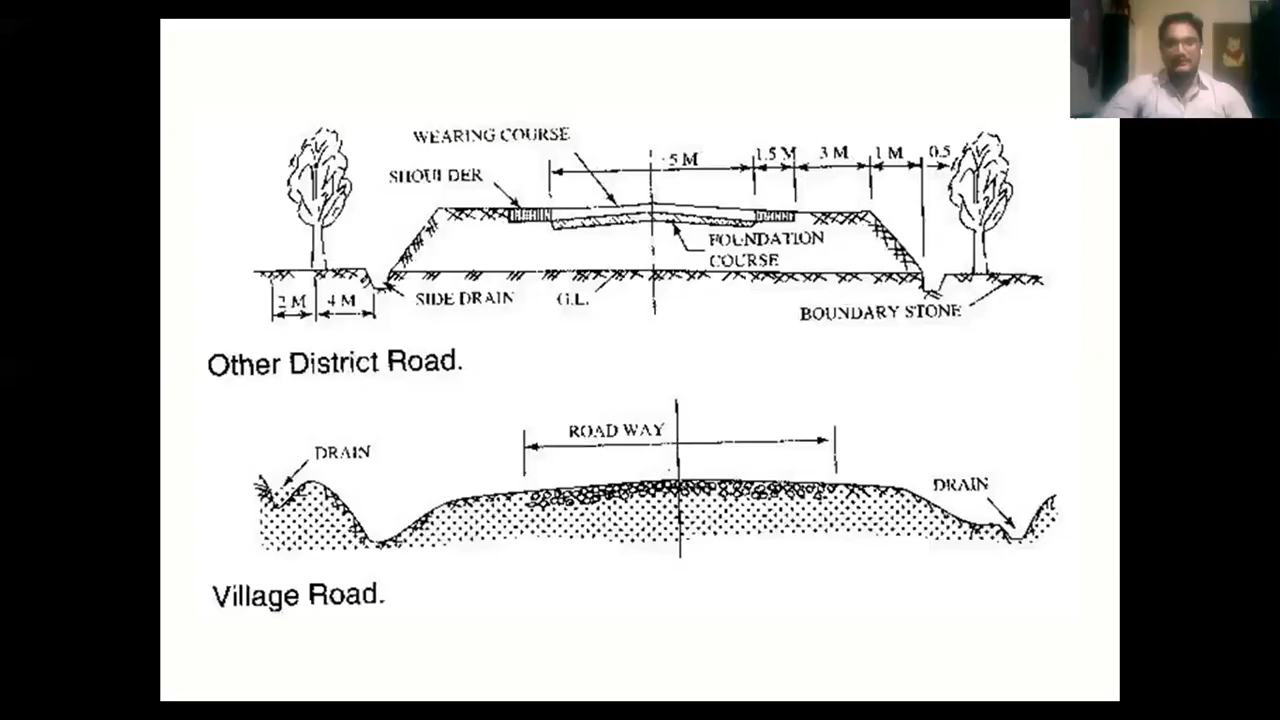 WEARING COURSE
SHOULDER
5 M
1.5 M
3 M
1 M
0.5
FOUNDATION
COURSE
2 M
4 M
SIDE DRAIN
G.L.
BOUNDARY STONE
Other District Road.
ROAD WAY
DRAIN
DRAIN
Village Road.